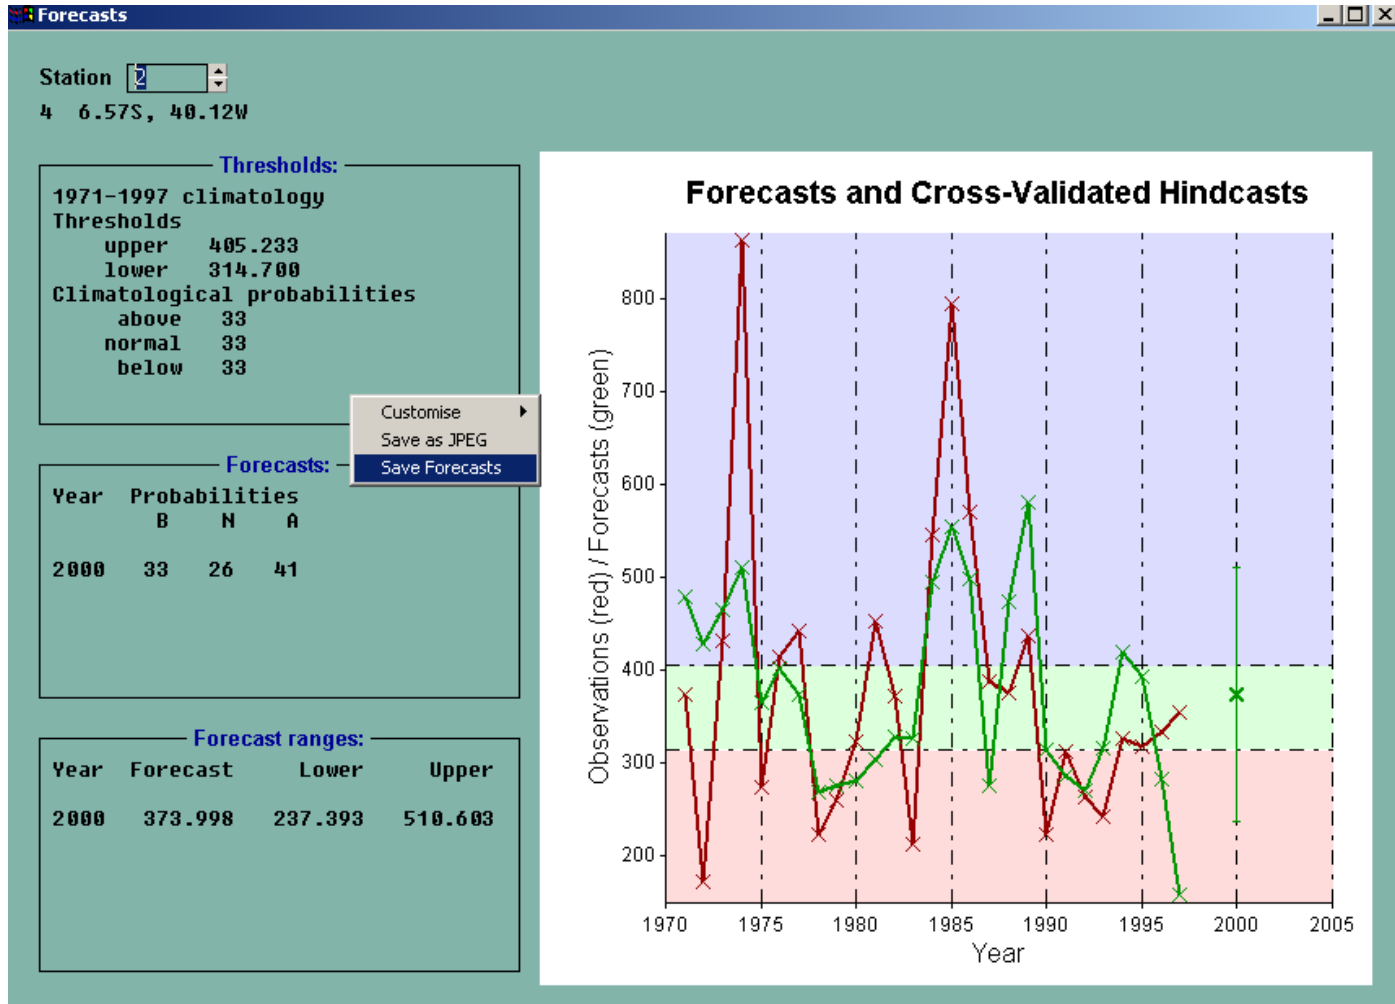 Forecasts
Station 2
4 6.57S, 40.12W
Thresholds:
1971-1997 climatology
Thresholds
upper 405.233
lower 314.700
Climatological probabilities
above 33
normal 33
below 33
Customise
Save as JPEG
Save Forecasts
Forecasts:
Year Probabilities
B N A
2000 33 26 41
Forecast ranges:
Year Forecast Lower Upper
2000 373.998 237.393 510.603
Forecasts and Cross-Validated Hindcasts
Observations (red) / Forecasts (green)
800
700
600
500
400
300
200
1970 1975 1980 1985 1990 1995 2000 2005
Year